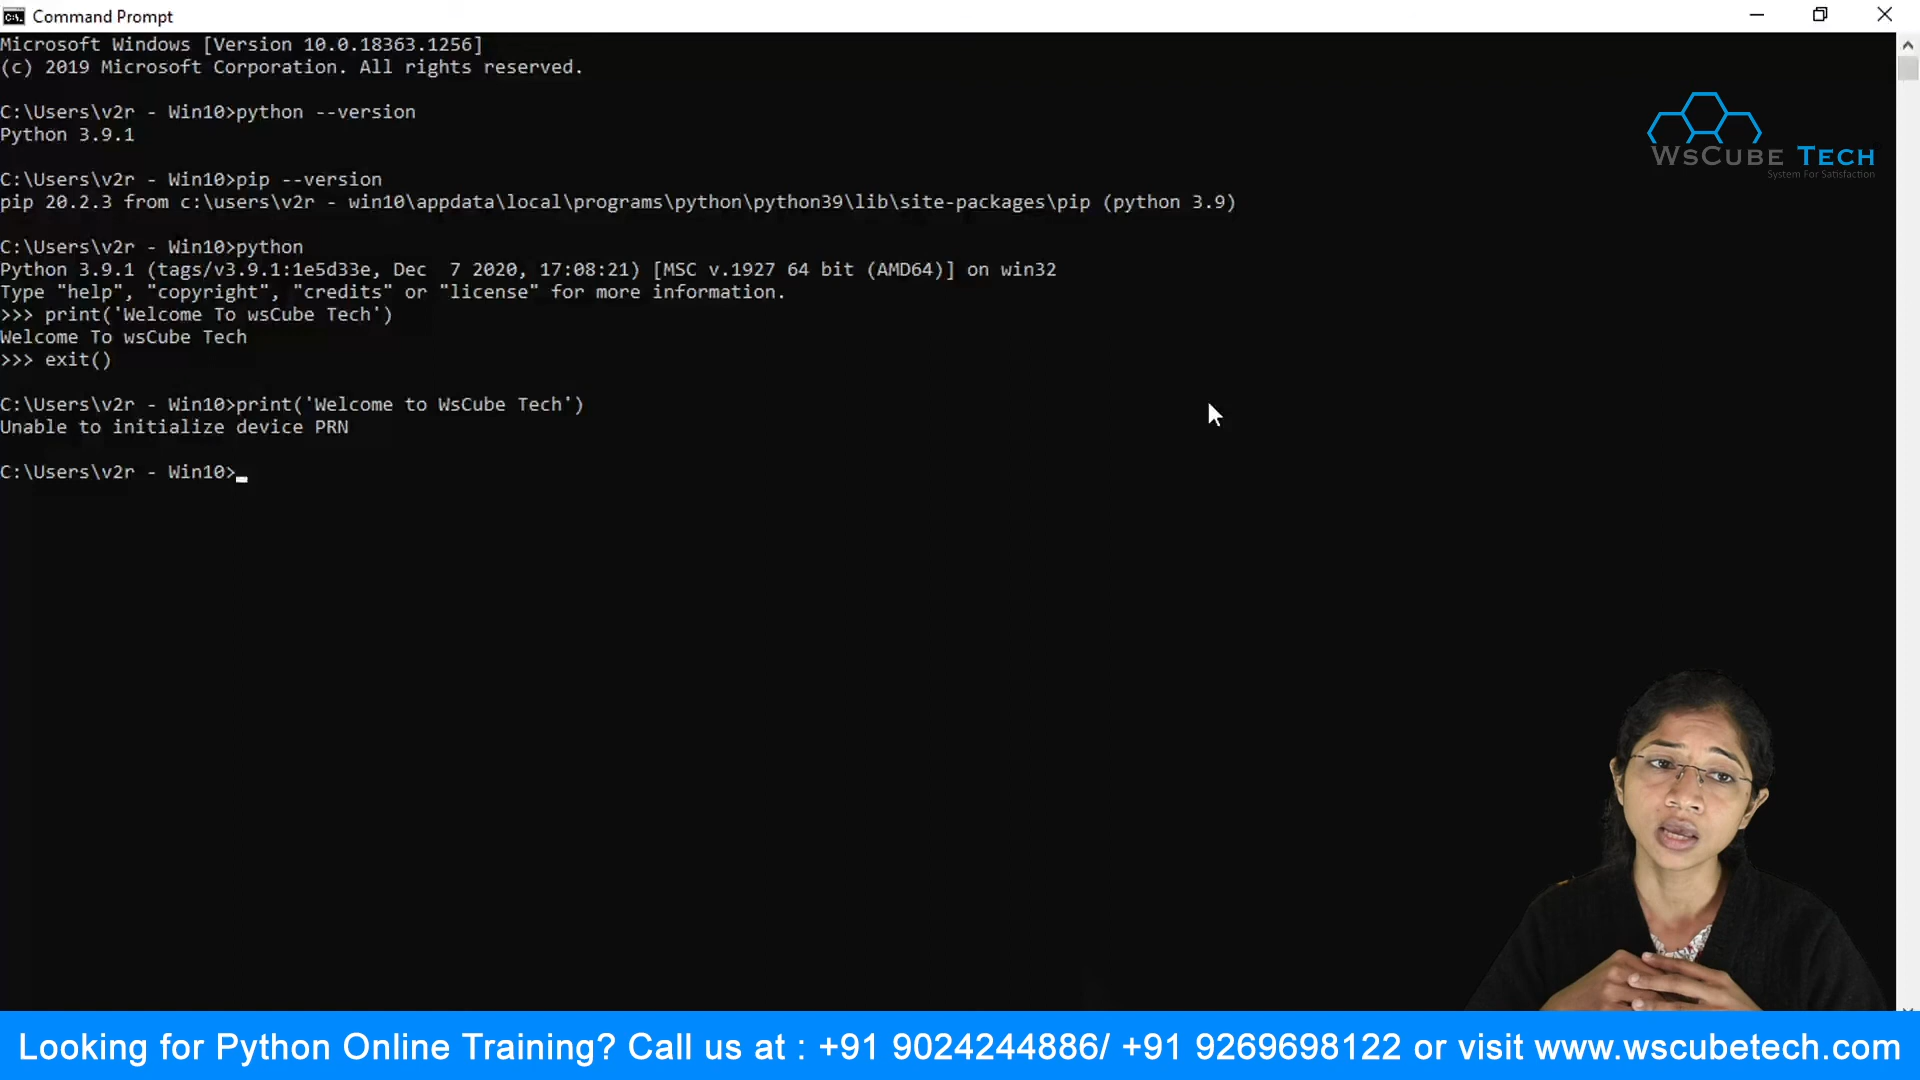 Command Prompt
Microsoft Windows [Version 10.0.18363.1256]
(c) 2019 Microsoft Corporation. All rights reserved.
C:\Users\v2r - Win10>python --version
Python 3.9.1
C:\Users\v2r - Win10>pip --version
pip 20.2.3 from c:\users\v2r - win10\appdata\local\programs\python\python39\lib\site-packages\pip (python 3.9)
C:\Users\v2r - Win10>python
Python 3.9.1 (tags/v3.9.1:1e5d33e, Dec  7 2020, 17:08:21) [MSC v.1927 64 bit (AMD64)] on win32
Type "help", "copyright", "credits" or "license" for more information.
>>> print('Welcome To wsCube Tech')
Welcome To wsCube Tech
>>> exit()
C:\Users\v2r - Win10>print('Welcome to WsCube Tech')
Unable to initialize device PRN
C:\Users\v2r - Win10>
WsCube Tech
System For Satisfaction
Looking for Python Online Training? Call us at : +91 9024244886/ +91 9269698122 or visit www.wscubetech.com